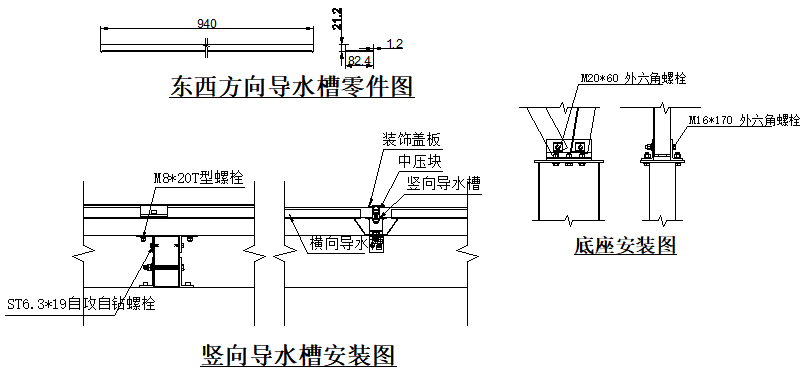 940
21.2
1.2
82.4
东西方向导水槽零件图
M20*60 外六角螺栓
M16*170 外六角螺栓
底座安装图
装饰盖板
中压块
竖向导水槽
M8*20T型螺栓
横向导水槽
ST6.3*19自攻自钻螺栓
竖向导水槽安装图